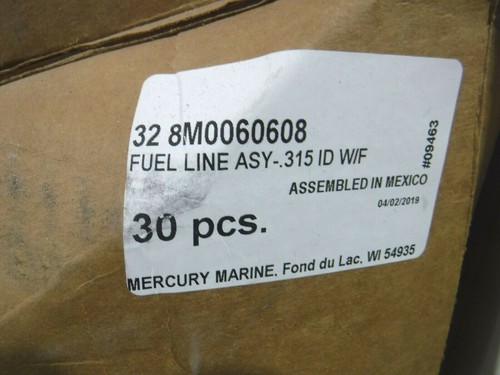 32 8M0060608
FUEL LINE ASY-.315 ID W/F
ASSEMBLED IN MEXICO
04/02/2019
#09463
30 pcs.
MERCURY MARINE. Fond du Lac. WI 54935